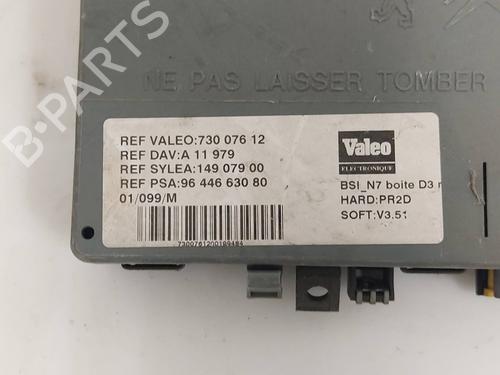 B-PARTS
NE PAS LAISSER TOMBER
REF VALEO:730 076 12
REF DAV:A 11 979
REF SYLEA:149 079 00
REF PSA:96 446 630 80
01/099/M
Valeo
ELECTRONIQUE
BSI_N7 boite D3
HARD:PR2D
SOFT:V3.51